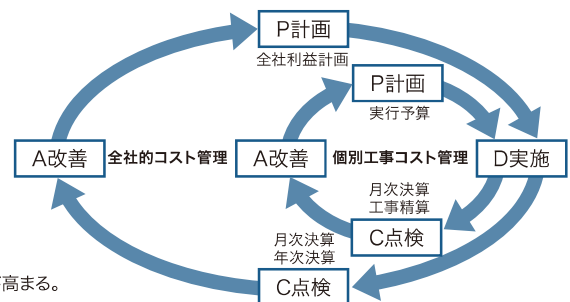 P計画
全社利益計画
P計画
実行予算
A改善
全社的コスト管理
A改善
個別工事コスト管理
D実施
月次決算
工事精算
C点検
月次決算
年次決算
C点検
高まる。